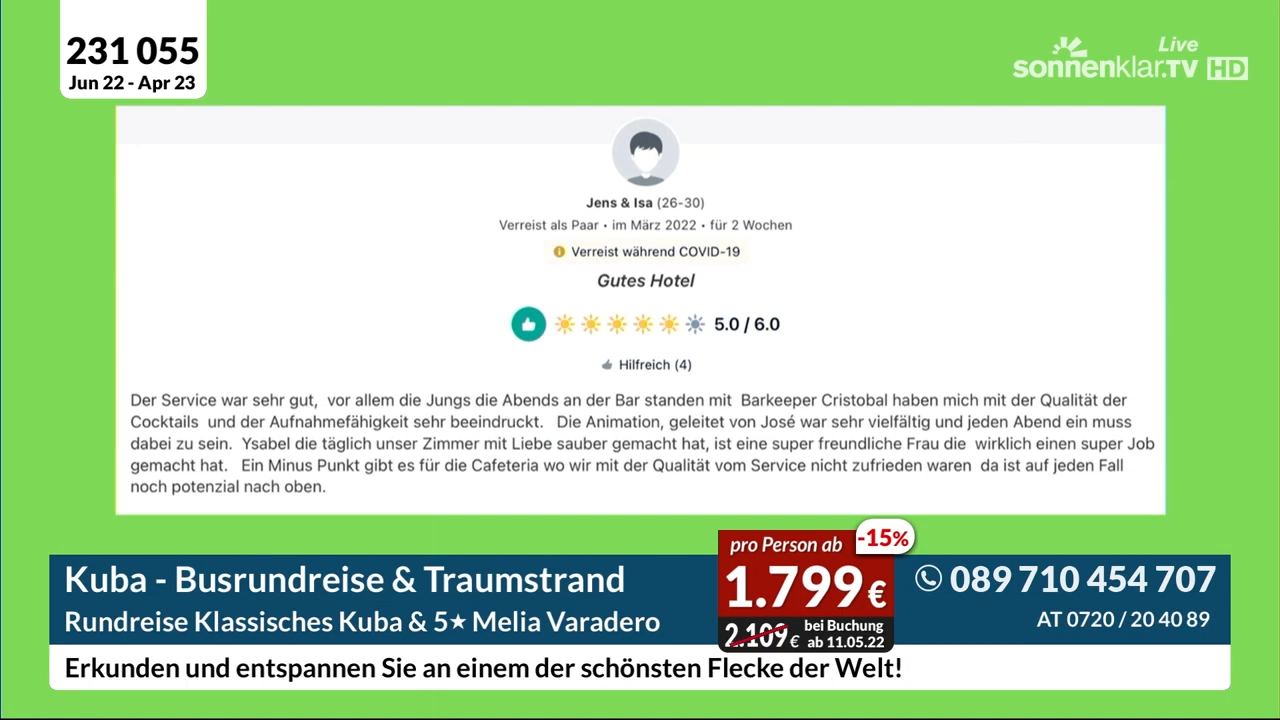 231 055
Jun 22 - Apr 23
Live
sonnenklar.TV HD
Jens & Isa (26-30)
Verreist als Paar • im März 2022 • für 2 Wochen
Verreist während COVID-19
Gutes Hotel
5.0 / 6.0
Hilfreich (4)
Der Service war sehr gut, vor allem die Jungs die Abends an der Bar standen mit Barkeeper Cristobal haben mich mit der Qualität der
Cocktails und der Aufnahmefähigkeit sehr beeindruckt. Die Animation, geleitet von José war sehr vielfältig und jeden Abend ein muss
dabei zu sein. Ysabel die täglich unser Zimmer mit Liebe sauber gemacht hat, ist eine super freundliche Frau die wirklich einen super Job
gemacht hat. Ein Minus Punkt gibt es für die Cafeteria wo wir mit der Qualität vom Service nicht zufrieden waren da ist auf jeden Fall
noch potenzial nach oben.
Kuba - Busrundreise & Traumstrand
Rundreise Klassisches Kuba & 5★ Melia Varadero
pro Person ab
-15%
1.799 €
2.109 € bei Buchung
ab 11.05.22
089 710 454 707
AT 0720 / 20 40 89
Erkunden und entspannen Sie an einem der schönsten Flecke der Welt!